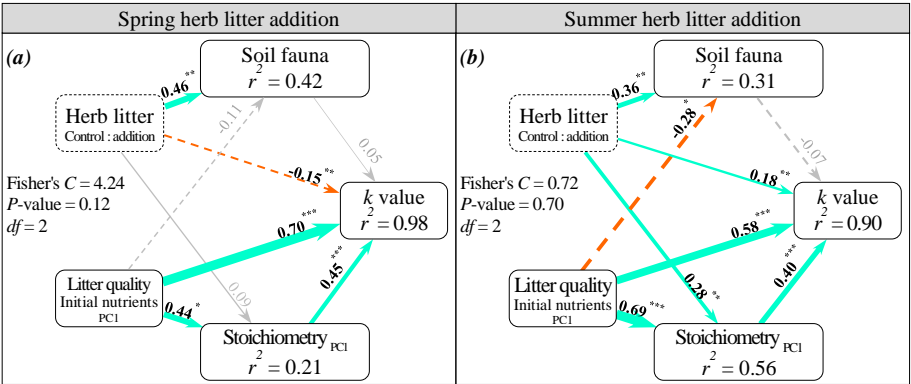 Spring herb litter addition
Summer herb litter addition
(a)
Soil fauna
r² = 0.42
0.46**
-0.11
Herb litter
Control : addition
0.05
-0.15**
Fisher's C = 4.24
P-value = 0.12
df = 2
k value
r² = 0.98
0.70***
0.45***
0.09
Litter quality
Initial nutrients
PC1
0.44*
Stoichiometry PC1
r² = 0.21
(b)
Soil fauna
r² = 0.31
0.36**
-0.28*
Herb litter
Control : addition
-0.07
0.18**
Fisher's C = 0.72
P-value = 0.70
df = 2
k value
r² = 0.90
0.58***
0.40***
0.28**
Litter quality
Initial nutrients
PC1
0.69***
Stoichiometry PC1
r² = 0.56